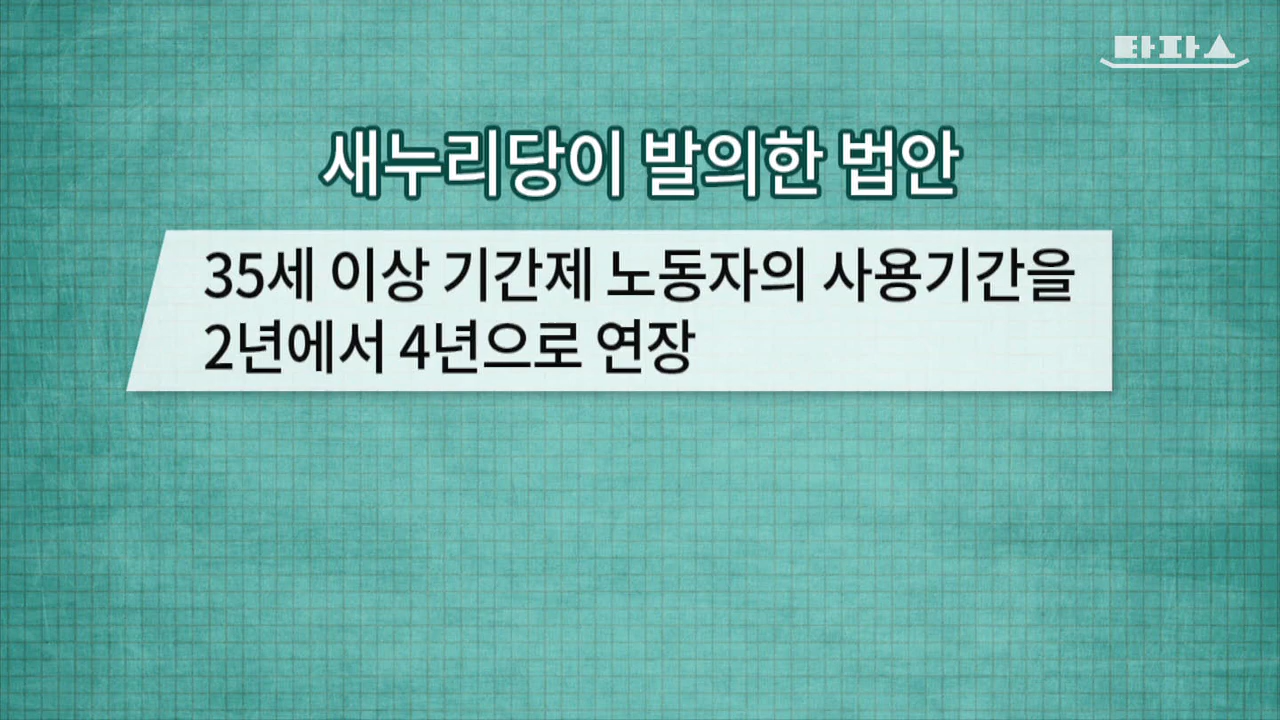 타파스
새누리당이 발의한 법안
35세 이상 기간제 노동자의 사용기간을
2년에서 4년으로 연장